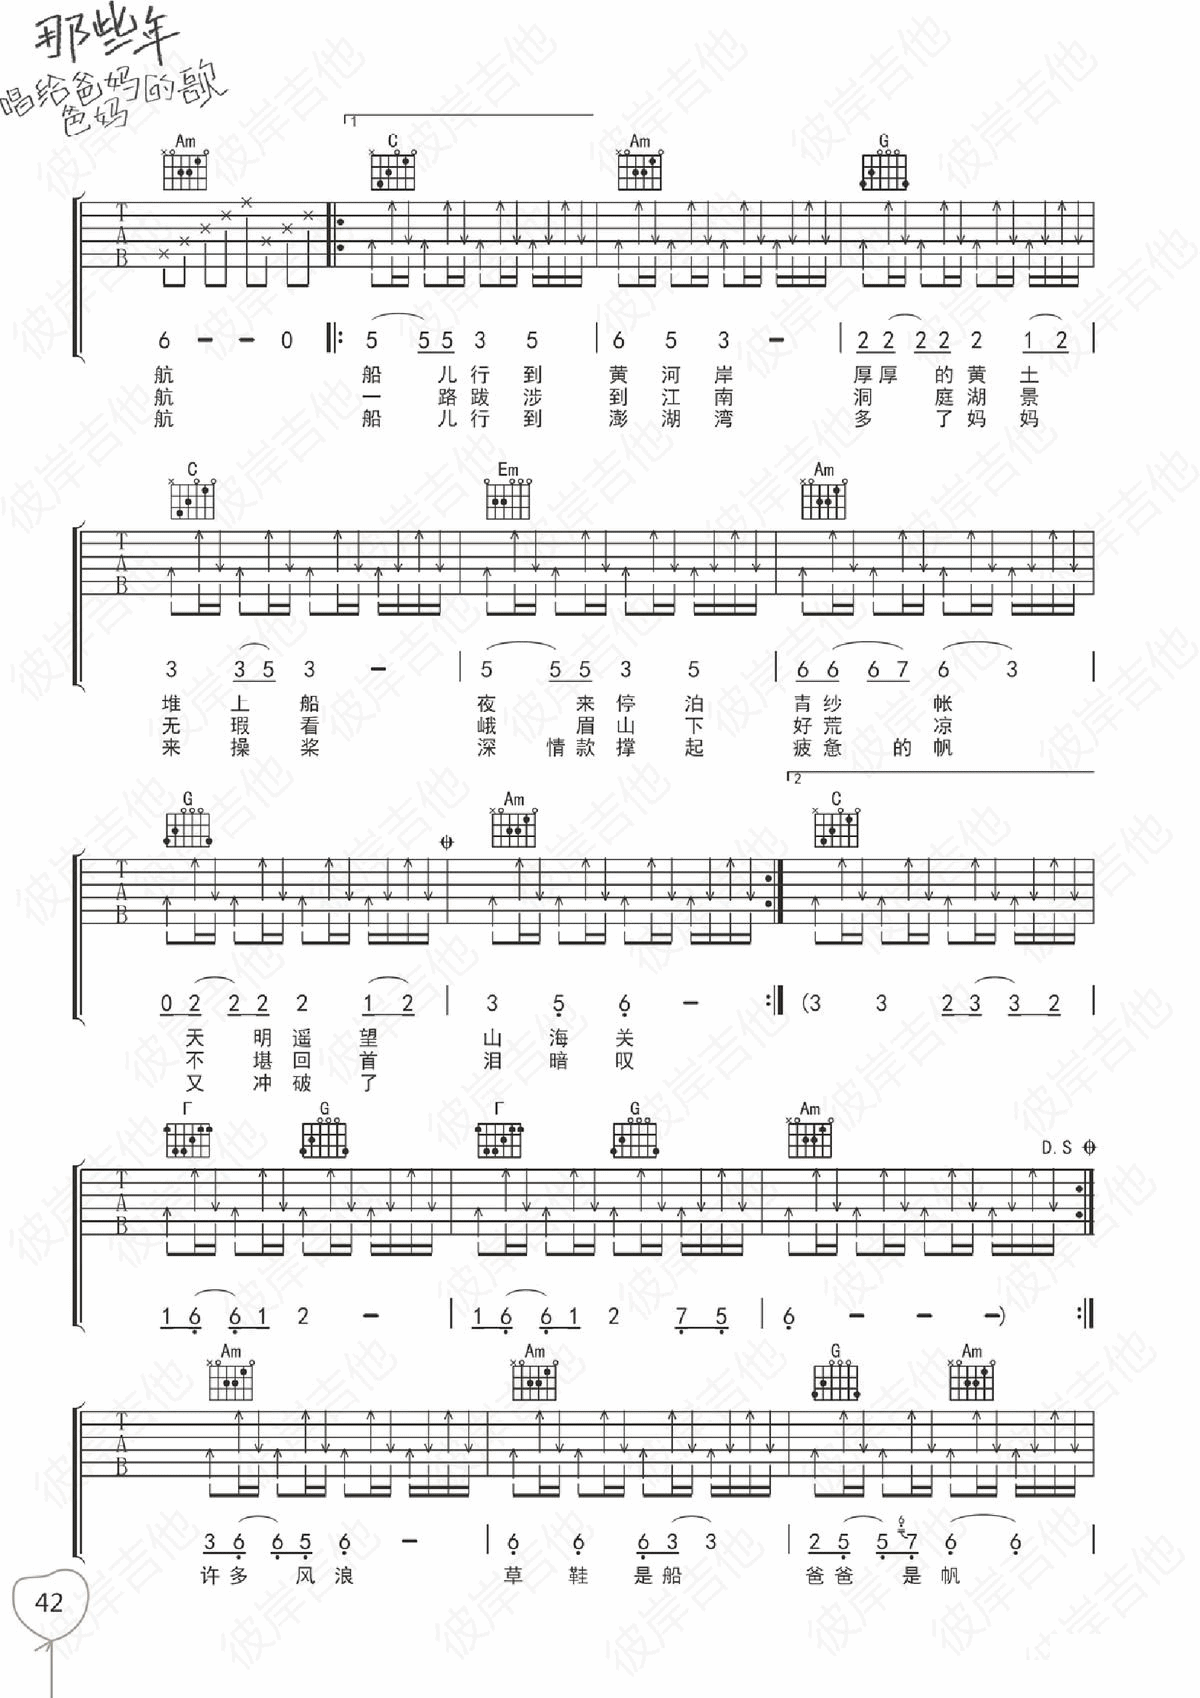 那些年
唱给爸妈的歌
爸妈
1
Am C Am G
T
A
B
6 - - 0 5 5 5 3 5 6 5 3 - 2 2 2 2 2 1 2
航 船 儿 行 到 黄 河 岸 厚 厚 的 黄 土
航 一 路 跋 涉 到 江 南 洞 庭 湖 景
航 船 儿 行 到 澎 湖 湾 多 了 妈 妈
C Em Am
T
A
B
3 3 5 3 - 5 5 5 3 5 6 6 6 7 6 3
堆 上 船 夜 来 停 泊 青 纱 帐
无 瑕 看 峨 眉 山 下 好 荒 凉
来 操 桨 深 情 款 撑 起 疲 惫 的 帆
2
G Am C
T
A
B
0 2 2 2 2 1 2 3 5 6 - (3 3 2 3 3 2
天 明 遥 望 山 海 关
不 堪 回 首 泪 暗 叹
又 冲 破 了
G G Am
D.S
T
A
B
1 6 6 1 2 - 1 6 6 1 2 7 5 6 - - -)
Am Am G Am
T
A
B
3 6 6 5 6 - 6 6 6 3 3 2 5 5 6 7 6 6
许 多 风 浪 草 鞋 是 船 爸 爸 是 帆
42
彼岸吉他